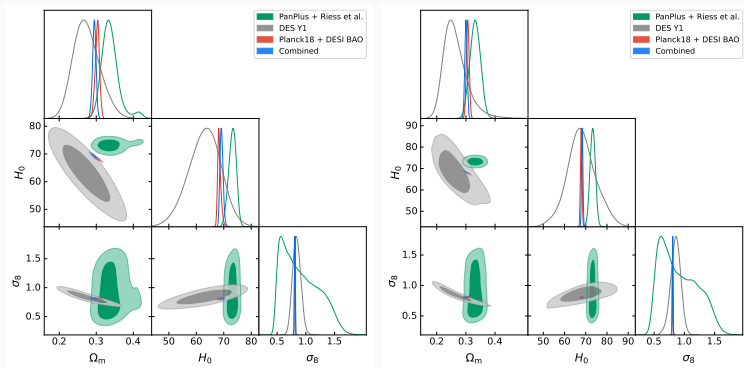 PanPlus + Riess et al.
DES Y1
Planck18 + DESI BAO
Combined
80
70
60
50
H₀
1.5
1.0
0.5
σ₈
0.2 0.3 0.4
Ωₘ
50 60 70 80
H₀
0.5 1.0 1.5
σ₈
PanPlus + Riess et al.
DES Y1
Planck18 + DESI BAO
Combined
90
80
70
60
50
H₀
1.5
1.0
0.5
σ₈
0.2 0.3 0.4
Ωₘ
50 60 70 80 90
H₀
0.5 1.0 1.5
σ₈